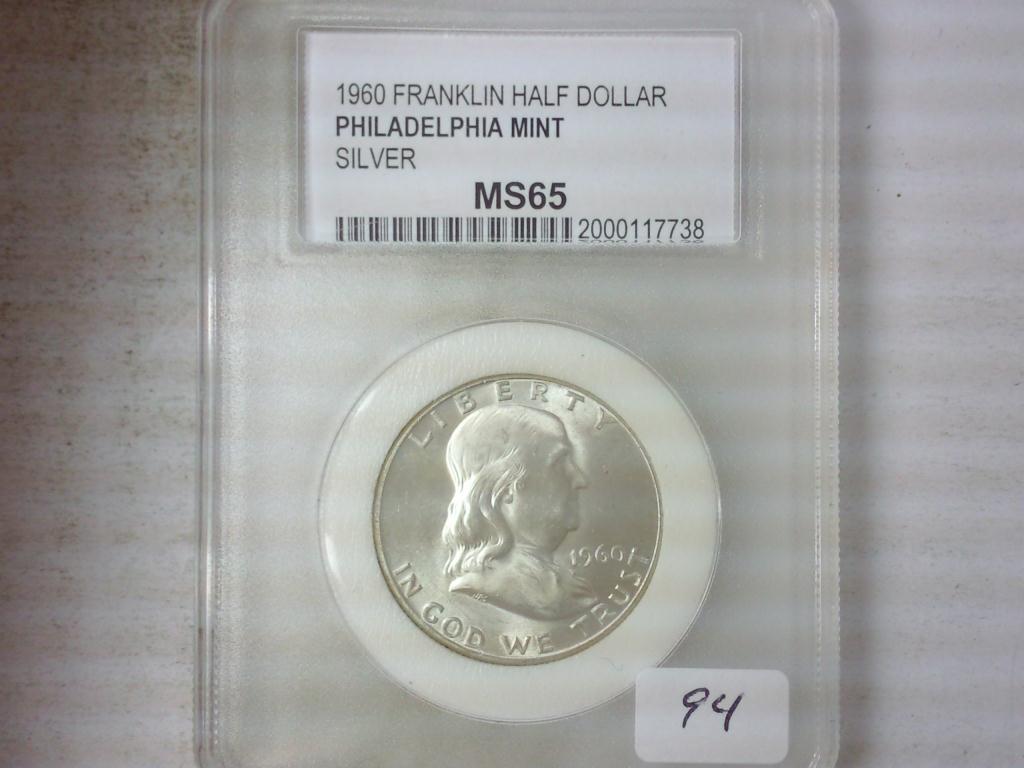 1960 FRANKLIN HALF DOLLAR
PHILADELPHIA MINT
SILVER
MS65
2000117738
LIBERTY
1960
IN GOD WE TRUST
94